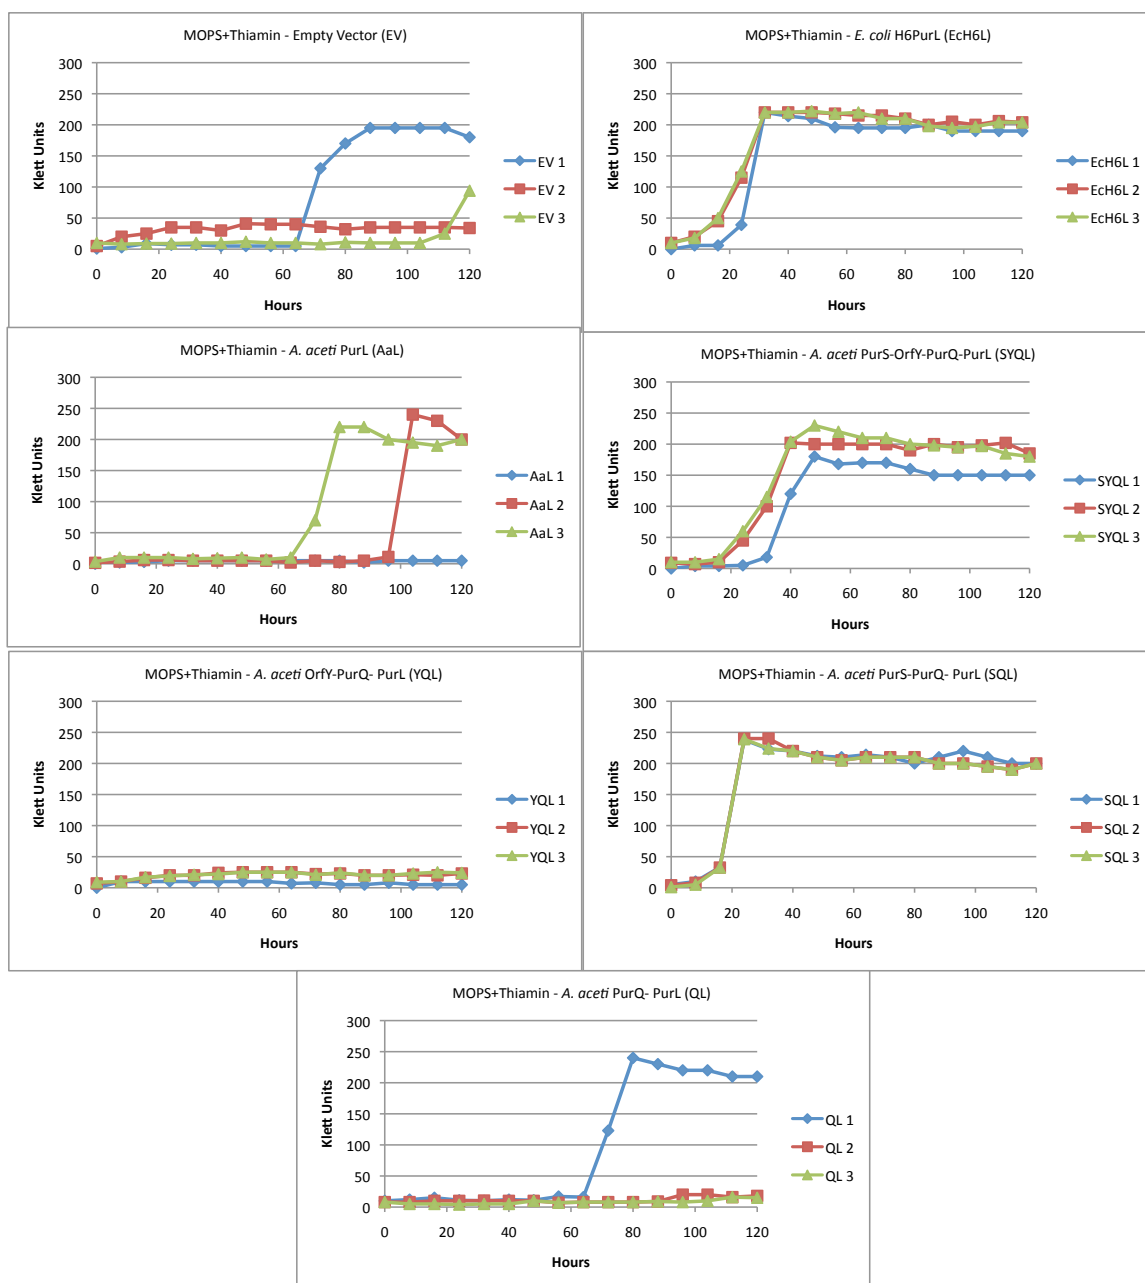 MOPS+Thiamin - Empty Vector (EV)
300
250
200
150
100
50
0
Klett Units
0 20 40 60 80 100 120
Hours
EV 1
EV 2
EV 3
MOPS+Thiamin - E. coli H6PurL (EcH6L)
300
250
200
150
100
50
0
Klett Units
0 20 40 60 80 100 120
Hours
EcH6L 1
EcH6L 2
EcH6L 3
MOPS+Thiamin - A. aceti PurL (AaL)
300
250
200
150
100
50
0
Klett Units
0 20 40 60 80 100 120
Hours
AaL 1
AaL 2
AaL 3
MOPS+Thiamin - A. aceti PurS-OrfY-PurQ-PurL (SYQL)
300
250
200
150
100
50
0
Klett Units
0 20 40 60 80 100 120
Hours
SYQL 1
SYQL 2
SYQL 3
MOPS+Thiamin - A. aceti OrfY-PurQ- PurL (YQL)
300
250
200
150
100
50
0
Klett Units
0 20 40 60 80 100 120
Hours
YQL 1
YQL 2
YQL 3
MOPS+Thiamin - A. aceti PurS-PurQ- PurL (SQL)
300
250
200
150
100
50
0
Klett Units
0 20 40 60 80 100 120
Hours
SQL 1
SQL 2
SQL 3
MOPS+Thiamin - A. aceti PurQ- PurL (QL)
300
250
200
150
100
50
0
Klett Units
0 20 40 60 80 100 120
Hours
QL 1
QL 2
QL 3